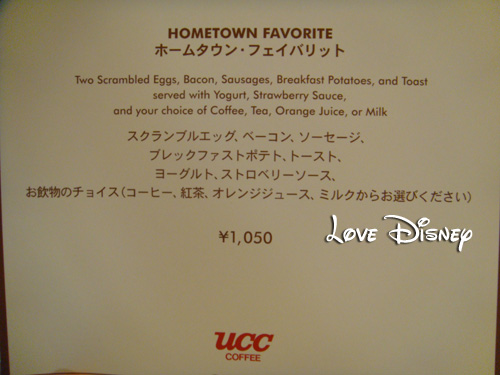 HOMETOWN FAVORITE
ホームタウン・フェイバリット
Two Scrambled Eggs, Bacon, Sausages, Breakfast Potatoes, and Toast
served with Yogurt, Strawberry Sauce,
and your choice of Coffee, Tea, Orange Juice, or Milk
スクランブルエッグ、ベーコン、ソーセージ、
ブレックファストポテト、トースト、
ヨーグルト、ストロベリーソース、
お飲物のチョイス(コーヒー、紅茶、オレンジジュース、ミルクからお選びください)
¥1,050
Love Disney
UCC
COFFEE